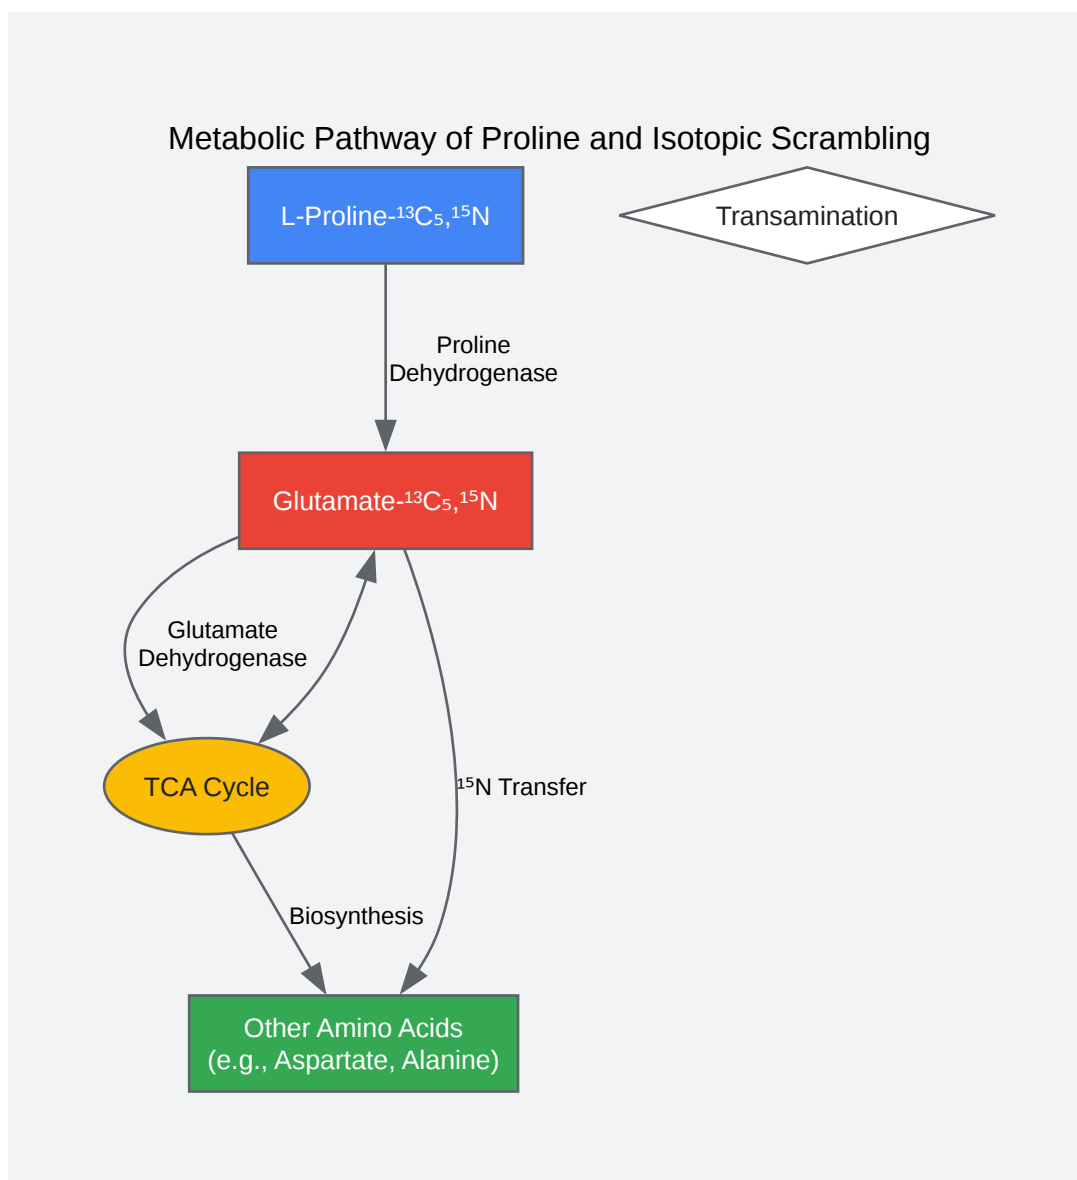 Metabolic Pathway of Proline and Isotopic Scrambling
L-Proline-¹³C₅,¹⁵N
Transamination
Proline
Dehydrogenase
Glutamate-¹³C₅,¹⁵N
Glutamate
Dehydrogenase
TCA Cycle
¹⁵N Transfer
Biosynthesis
Other Amino Acids
(e.g., Aspartate, Alanine)